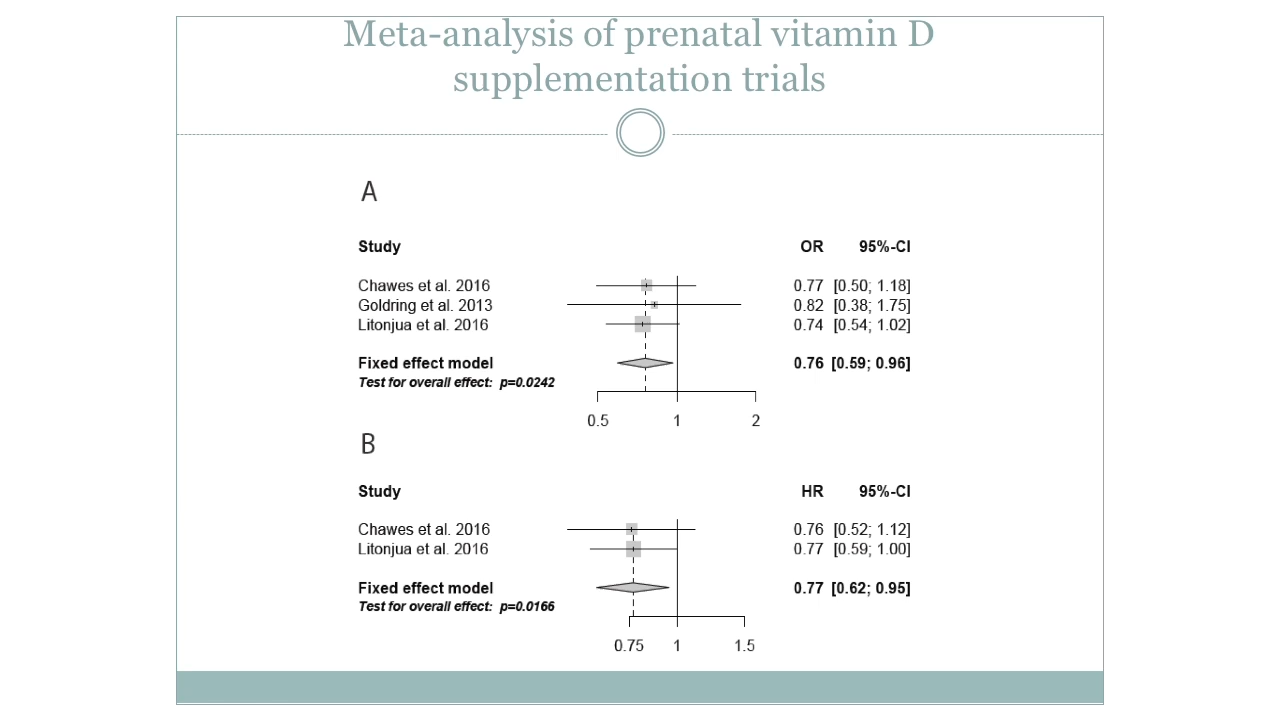 Meta-analysis of prenatal vitamin D
supplementation trials
A
Study OR 95%-CI
Chawes et al. 2016 0.77 [0.50; 1.18]
Goldring et al. 2013 0.82 [0.38; 1.75]
Litonjua et al. 2016 0.74 [0.54; 1.02]
Fixed effect model 0.76 [0.59; 0.96]
Test for overall effect: p=0.0242
0.5 1 2
B
Study HR 95%-CI
Chawes et al. 2016 0.76 [0.52; 1.12]
Litonjua et al. 2016 0.77 [0.59; 1.00]
Fixed effect model 0.77 [0.62; 0.95]
Test for overall effect: p=0.0166
0.75 1 1.5